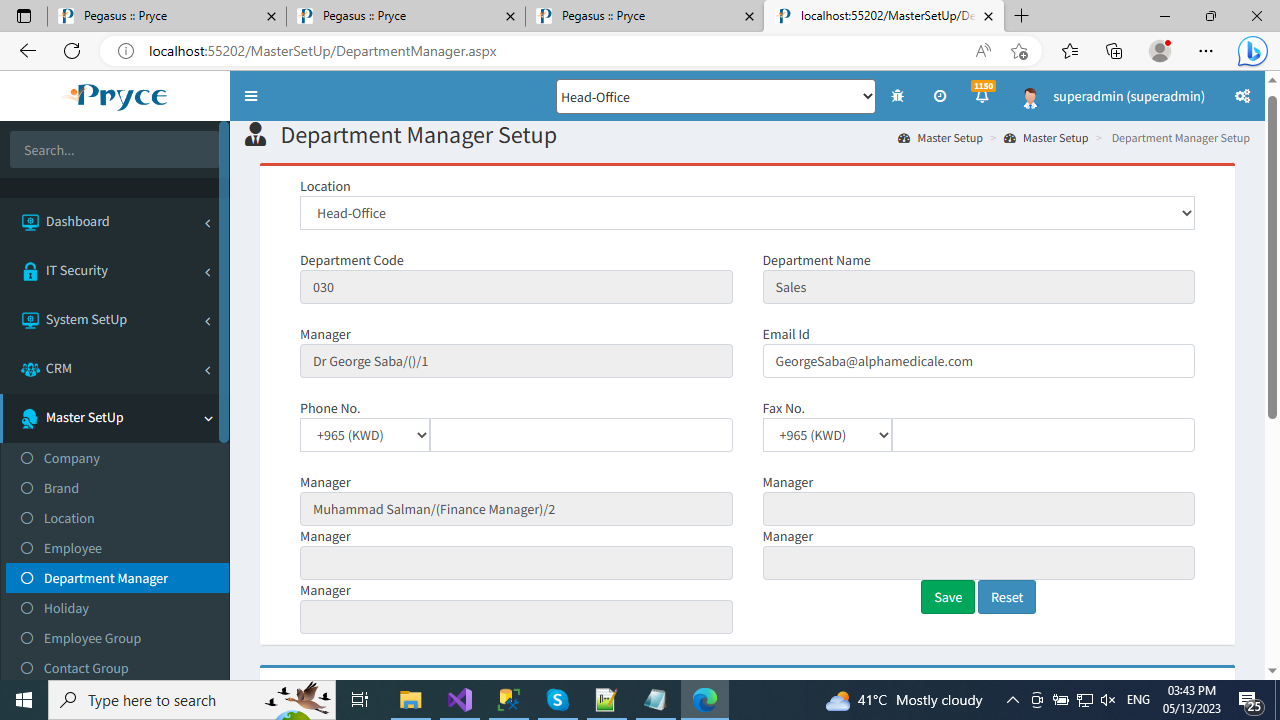 Pegasus :: Pryce
Pegasus :: Pryce
Pegasus :: Pryce
localhost:55202/MasterSetUp/De
localhost:55202/MasterSetUp/DepartmentManager.aspx
Pryce
Head-Office
1150
superadmin (superadmin)
Search...
Department Manager Setup
Master Setup > Master Setup > Department Manager Setup
Dashboard
IT Security
System SetUp
CRM
Master SetUp
Company
Brand
Location
Employee
Department Manager
Holiday
Employee Group
Contact Group
Location
Head-Office
Department Code
Department Name
030
Sales
Manager
Email Id
Dr George Saba/()/1
GeorgeSaba@alphamedicale.com
Phone No.
Fax No.
+965 (KWD)
+965 (KWD)
Manager
Manager
Muhammad Salman/(Finance Manager)/2
Manager
Manager
Manager
Save
Reset
Type here to search
41°C Mostly cloudy
ENG
03:43 PM
05/13/2023
25